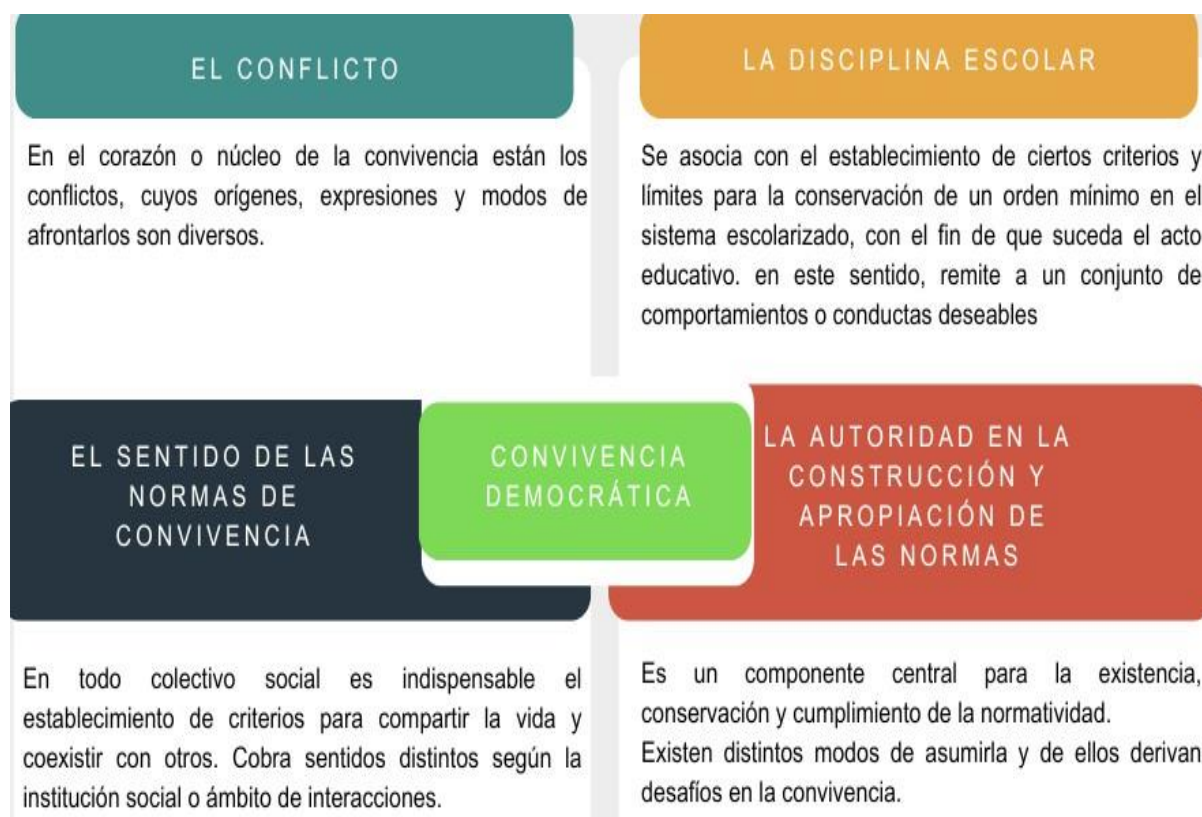 EL CONFLICTO
En el corazón o núcleo de la convivencia están los
conflictos, cuyos orígenes, expresiones y modos de
afrontarlos son diversos.
LA DISCIPLINA ESCOLAR
Se asocia con el establecimiento de ciertos criterios y
límites para la conservación de un orden mínimo en el
sistema escolarizado, con el fin de que suceda el acto
educativo. en este sentido, remite a un conjunto de
comportamientos o conductas deseables
EL SENTIDO DE LAS
NORMAS DE
CONVIVENCIA
CONVIVENCIA
DEMOCRÁTICA
LA AUTORIDAD EN LA
CONSTRUCCIÓN Y
APROPIACIÓN DE
LAS NORMAS
En todo colectivo social es indispensable el
establecimiento de criterios para compartir la vida y
coexistir con otros. Cobra sentidos distintos según la
institución social o ámbito de interacciones.
Es un componente central para la existencia,
conservación y cumplimiento de la normatividad.
Existen distintos modos de asumirla y de ellos derivan
desafíos en la convivencia.